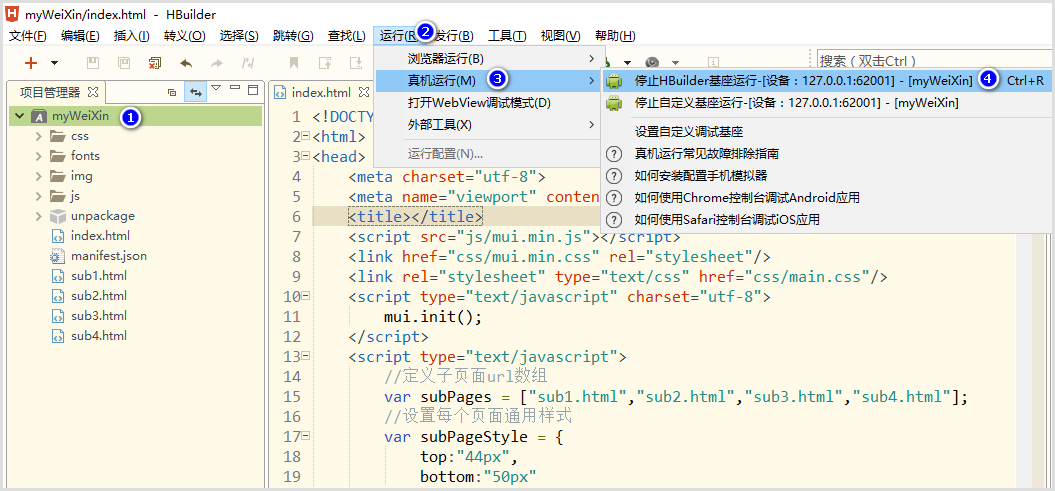 myWeiXin/index.html - HBuilder
文件(F) 编辑(E) 插入(I) 转义(O) 选择(S) 跳转(G) 查找(L) 运行(R 2 发行(B) 工具(T) 视图(V) 帮助(H)
搜索（双击Ctrl）
浏览器运行(B)
真机运行(M) 3
打开WebView调试模式(D)
外部工具(X)
运行配置(N)...
停止HBuilder基座运行-[设备：127.0.0.1:62001] - [myWeiXin] 4 Ctrl+R
停止自定义基座运行-[设备：127.0.0.1:62001] - [myWeiXin]
设置自定义调试基座
真机运行常见故障排除指南
如何安装配置手机模拟器
如何使用Chrome控制台调试Android应用
如何使用Safari控制台调试iOS应用
项目管理器
myWeiXin 1
css
fonts
img
js
unpackage
index.html
manifest.json
sub1.html
sub2.html
sub3.html
sub4.html
index.html
1 <!DOCTY
2 <html>
3 <head>
4 <meta charset="utf-8">
5 <meta name="viewport" conten
6 <title></title>
7 <script src="js/mui.min.js"></script>
8 <link href="css/mui.min.css" rel="stylesheet"/>
9 <link rel="stylesheet" type="text/css" href="css/main.css"/>
10 <script type="text/javascript" charset="utf-8">
11 mui.init();
12 </script>
13 <script type="text/javascript">
14 //定义子页面url数组
15 var subPages = ["sub1.html","sub2.html","sub3.html","sub4.html"];
16 //设置每个页面通用样式
17 var subPageStyle = {
18 top:"44px",
19 bottom:"50px"